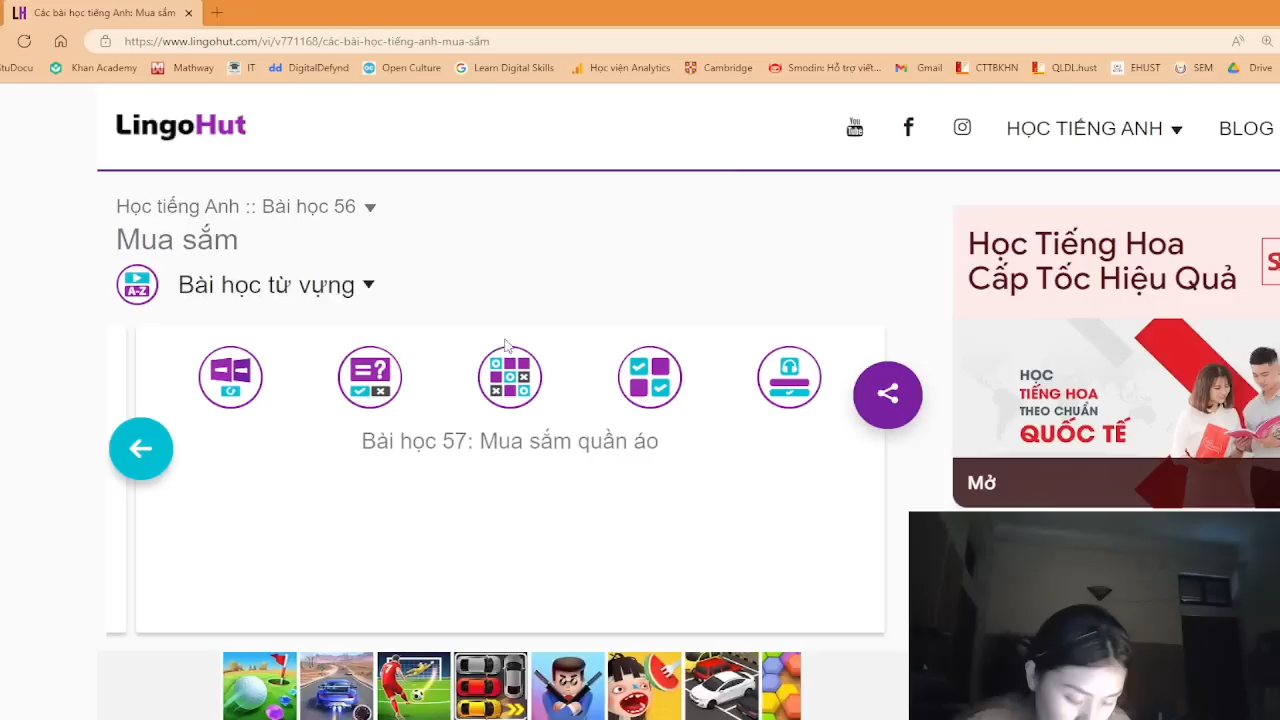 Các bài học tiếng Anh: Mua sắm
https://www.lingohut.com/vi/v771168/các-bài-học-tiếng-anh-mua-sắm
StuDocu Khan Academy Mathway IT DigitalDefynd Open Culture Learn Digital Skills Học viện Analytics Cambridge Smodin: Hỗ trợ viết... Gmail CTTBKHN QLDLhust EHUST SEM Drive
LingoHut
You Tube
HỌC TIẾNG ANH
BLOG
Học tiếng Anh :: Bài học 56
Mua sắm
A-Z
Bài học từ vựng
Bài học 57: Mua sắm quần áo
Học Tiếng Hoa
Cấp Tốc Hiệu Quả
HỌC
TIẾNG HOA
THEO CHUẨN
QUỐC TẾ
Mở